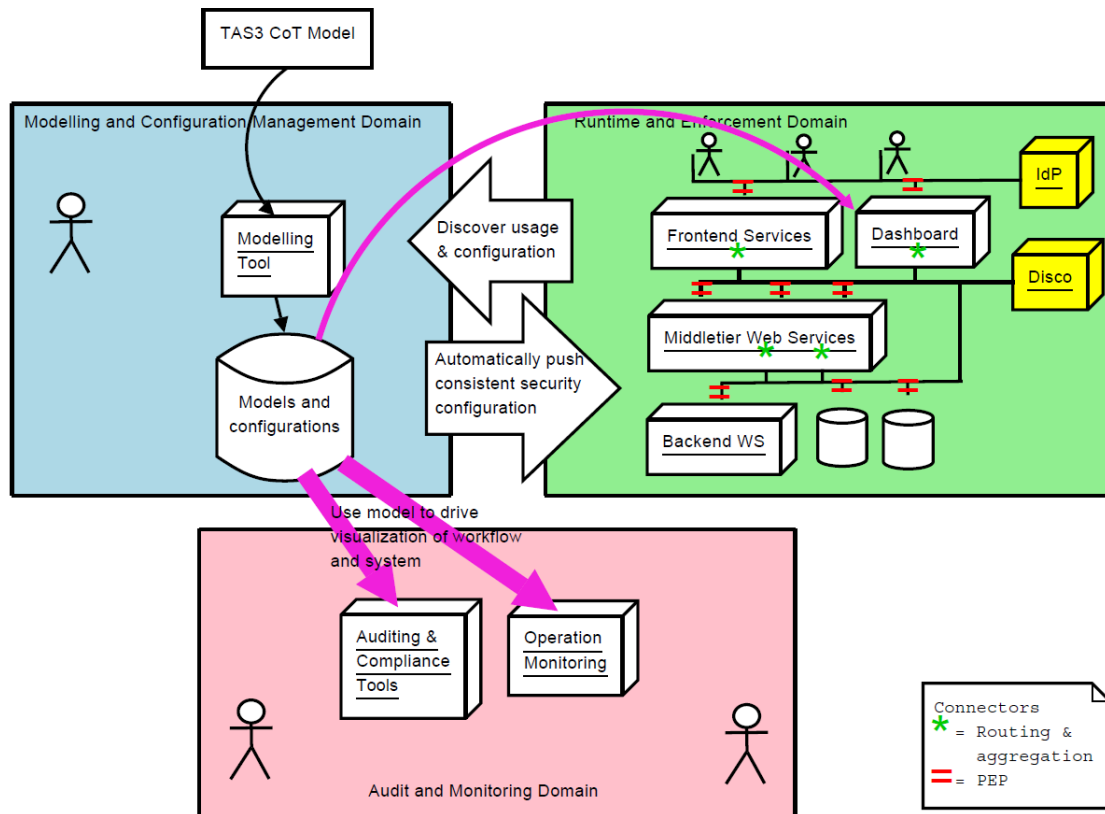 TAS3 CoT Model
Modelling and Configuration Management Domain
Runtime and Enforcement Domain
IdP
Modelling
Tool
Discover usage
& configuration
Frontend Services
Dashboard
Disco
Middletier Web Services
Automatically push
consistent security
configuration
Models and
configurations
Backend WS
Use model to drive
visualization of workflow
and system
Auditing &
Compliance
Tools
Operation
Monitoring
Audit and Monitoring Domain
Connectors
* = Routing &
aggregation
= PEP